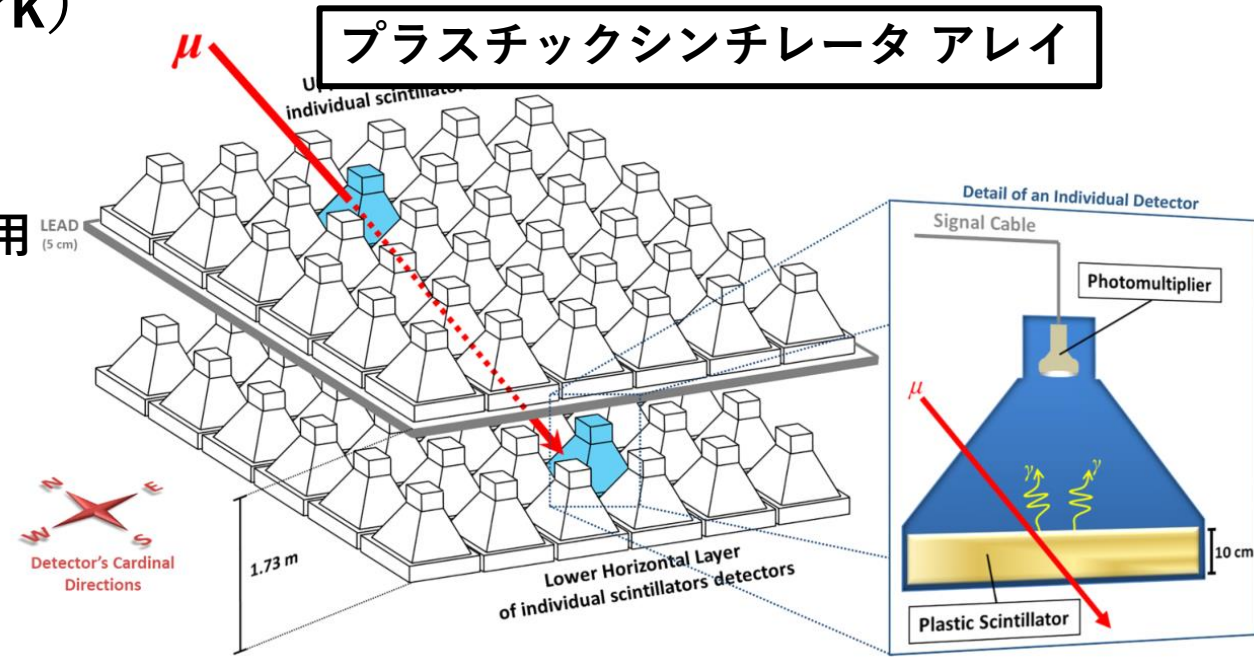 プラスチックシンチレータ アレイ
μ
individual scintillator
用
LEAD
(5 cm)
Detail of an Individual Detector
Signal Cable
Photomultiplier
μ
γ γ
10 cm
Plastic Scintillator
N E
W S
Detector's Cardinal
Directions
1.73 m
Lower Horizontal Layer
of individual scintillators detectors